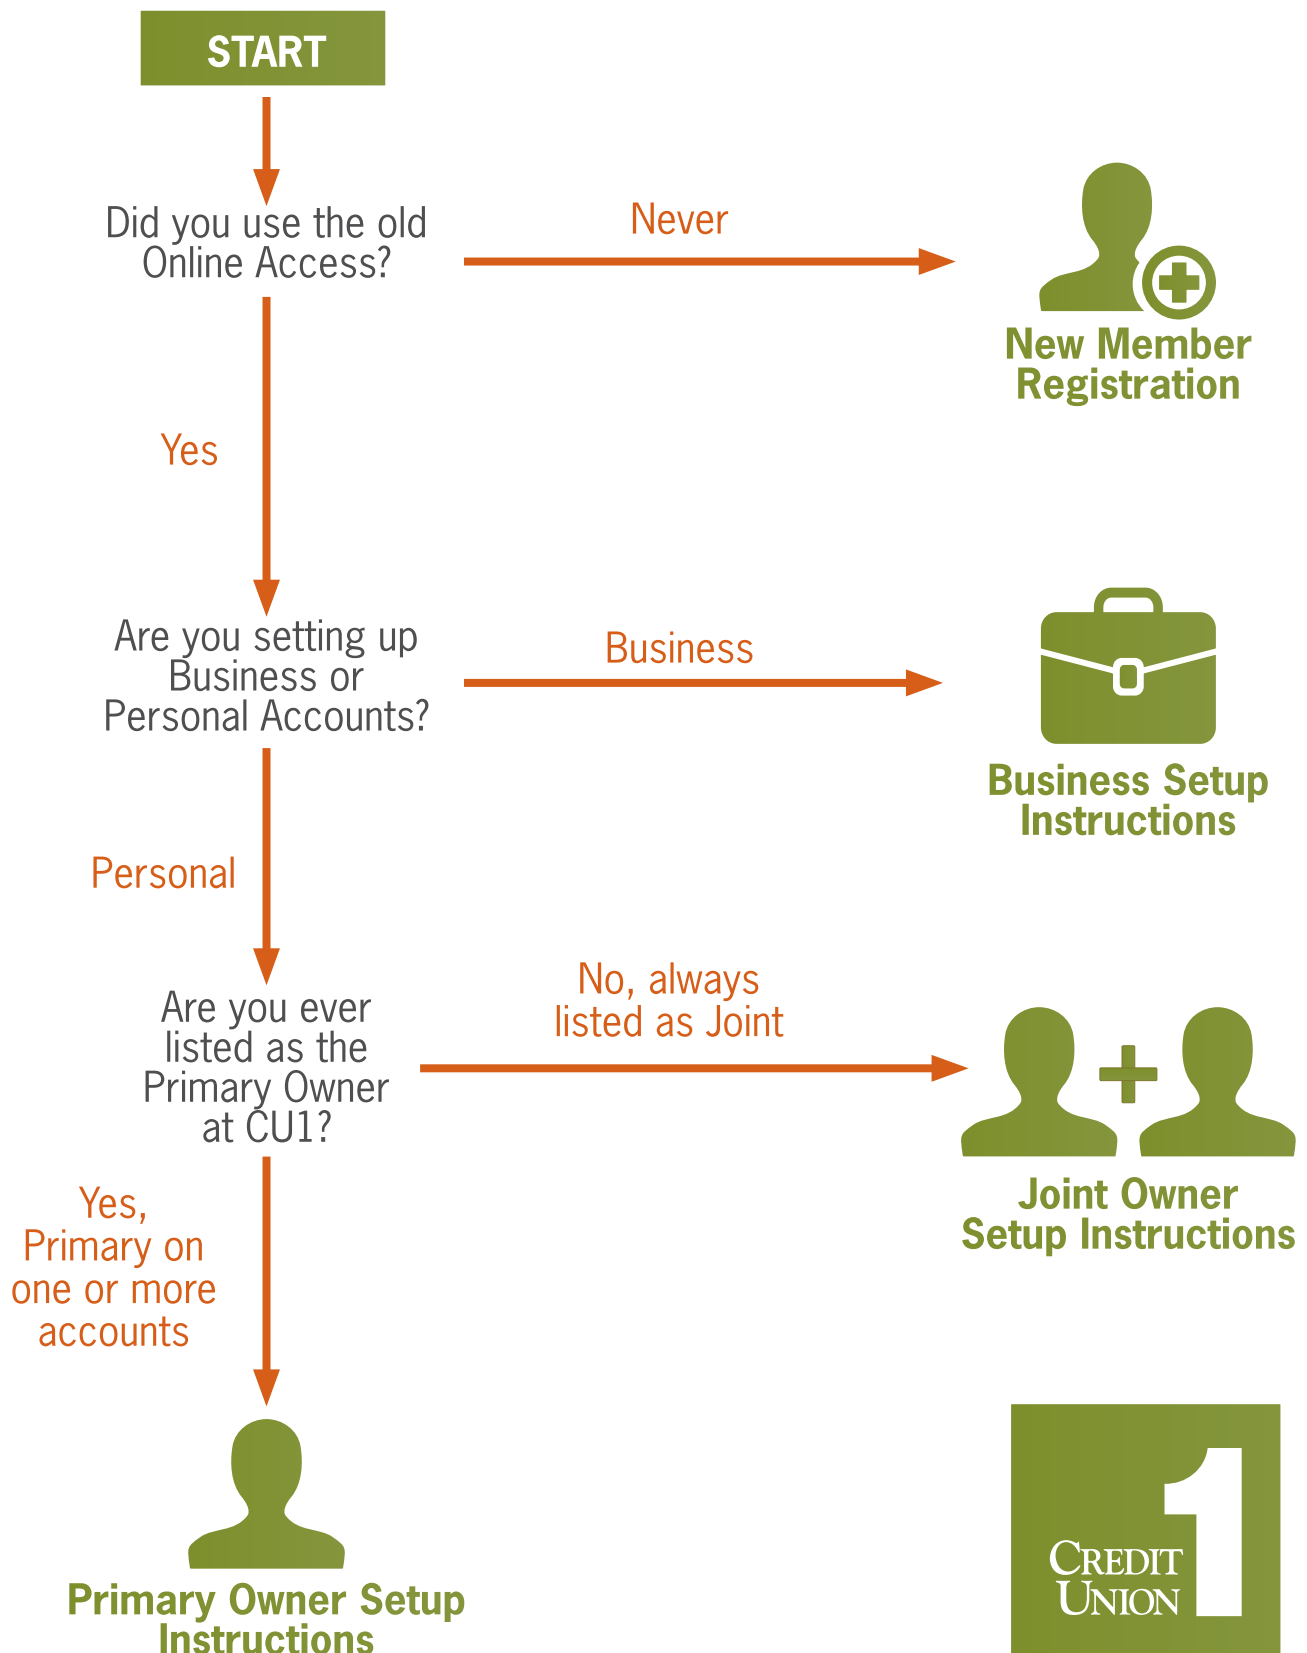 START
Did you use the old
Online Access?
Never
New Member
Registration
Yes
Are you setting up
Business or
Personal Accounts?
Business
Business Setup
Instructions
Personal
Are you ever
listed as the
Primary Owner
at CU1?
No, always
listed as Joint
Joint Owner
Setup Instructions
Yes,
Primary on
one or more
accounts
Primary Owner Setup
Instructions
CREDIT
UNION
1